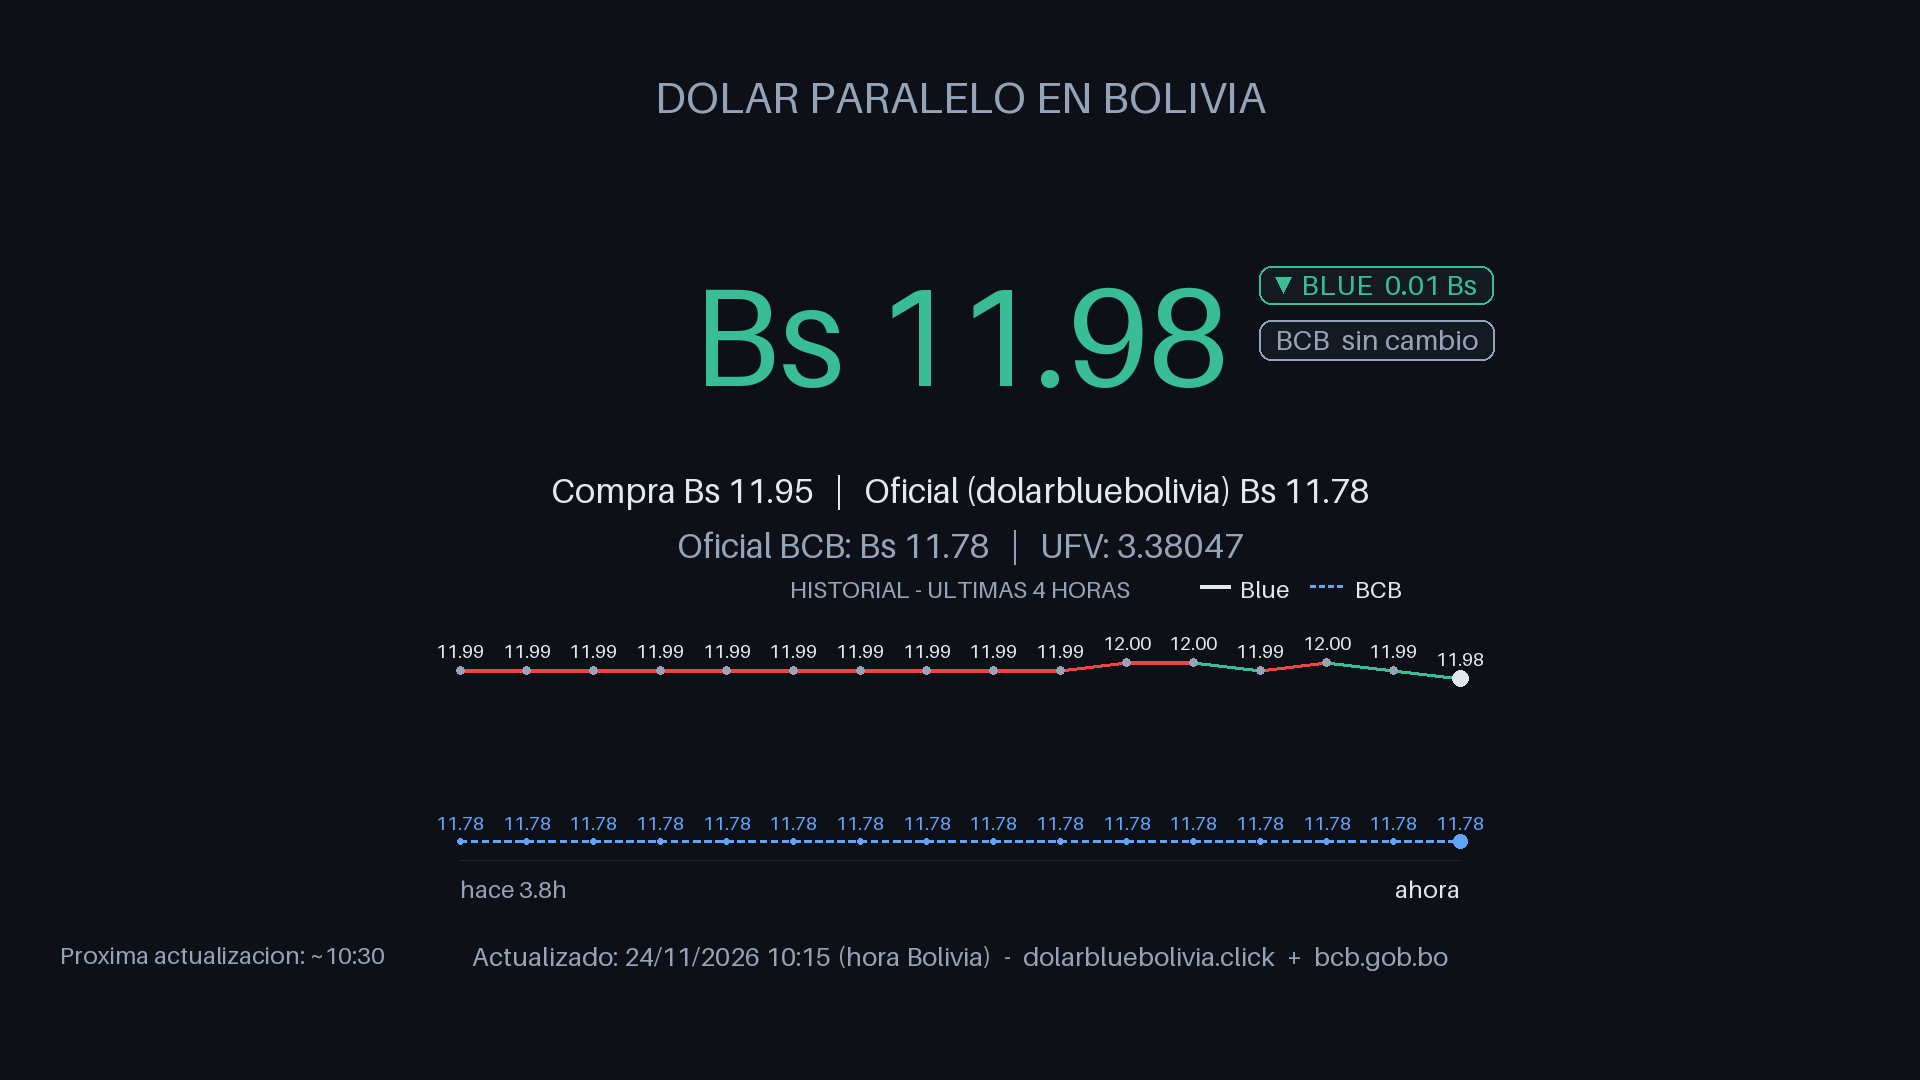 DOLAR PARALELO EN BOLIVIA
Bs 11.98
▼ BLUE 0.01 Bs
BCB sin cambio
Compra Bs 11.95 | Oficial (dolarbluebolivia) Bs 11.78
Oficial BCB: Bs 11.78 | UFV: 3.38047
HISTORIAL - ULTIMAS 4 HORAS Blue BCB
11.99 11.99 11.99 11.99 11.99 11.99 11.99 11.99 11.99 11.99 12.00 12.00 11.99 12.00 11.99 11.98
11.78 11.78 11.78 11.78 11.78 11.78 11.78 11.78 11.78 11.78 11.78 11.78 11.78 11.78 11.78 11.78
hace 3.8h ahora
Proxima actualizacion: ~10:30 Actualizado: 24/11/2026 10:15 (hora Bolivia) - dolarbluebolivia.click + bcb.gob.bo